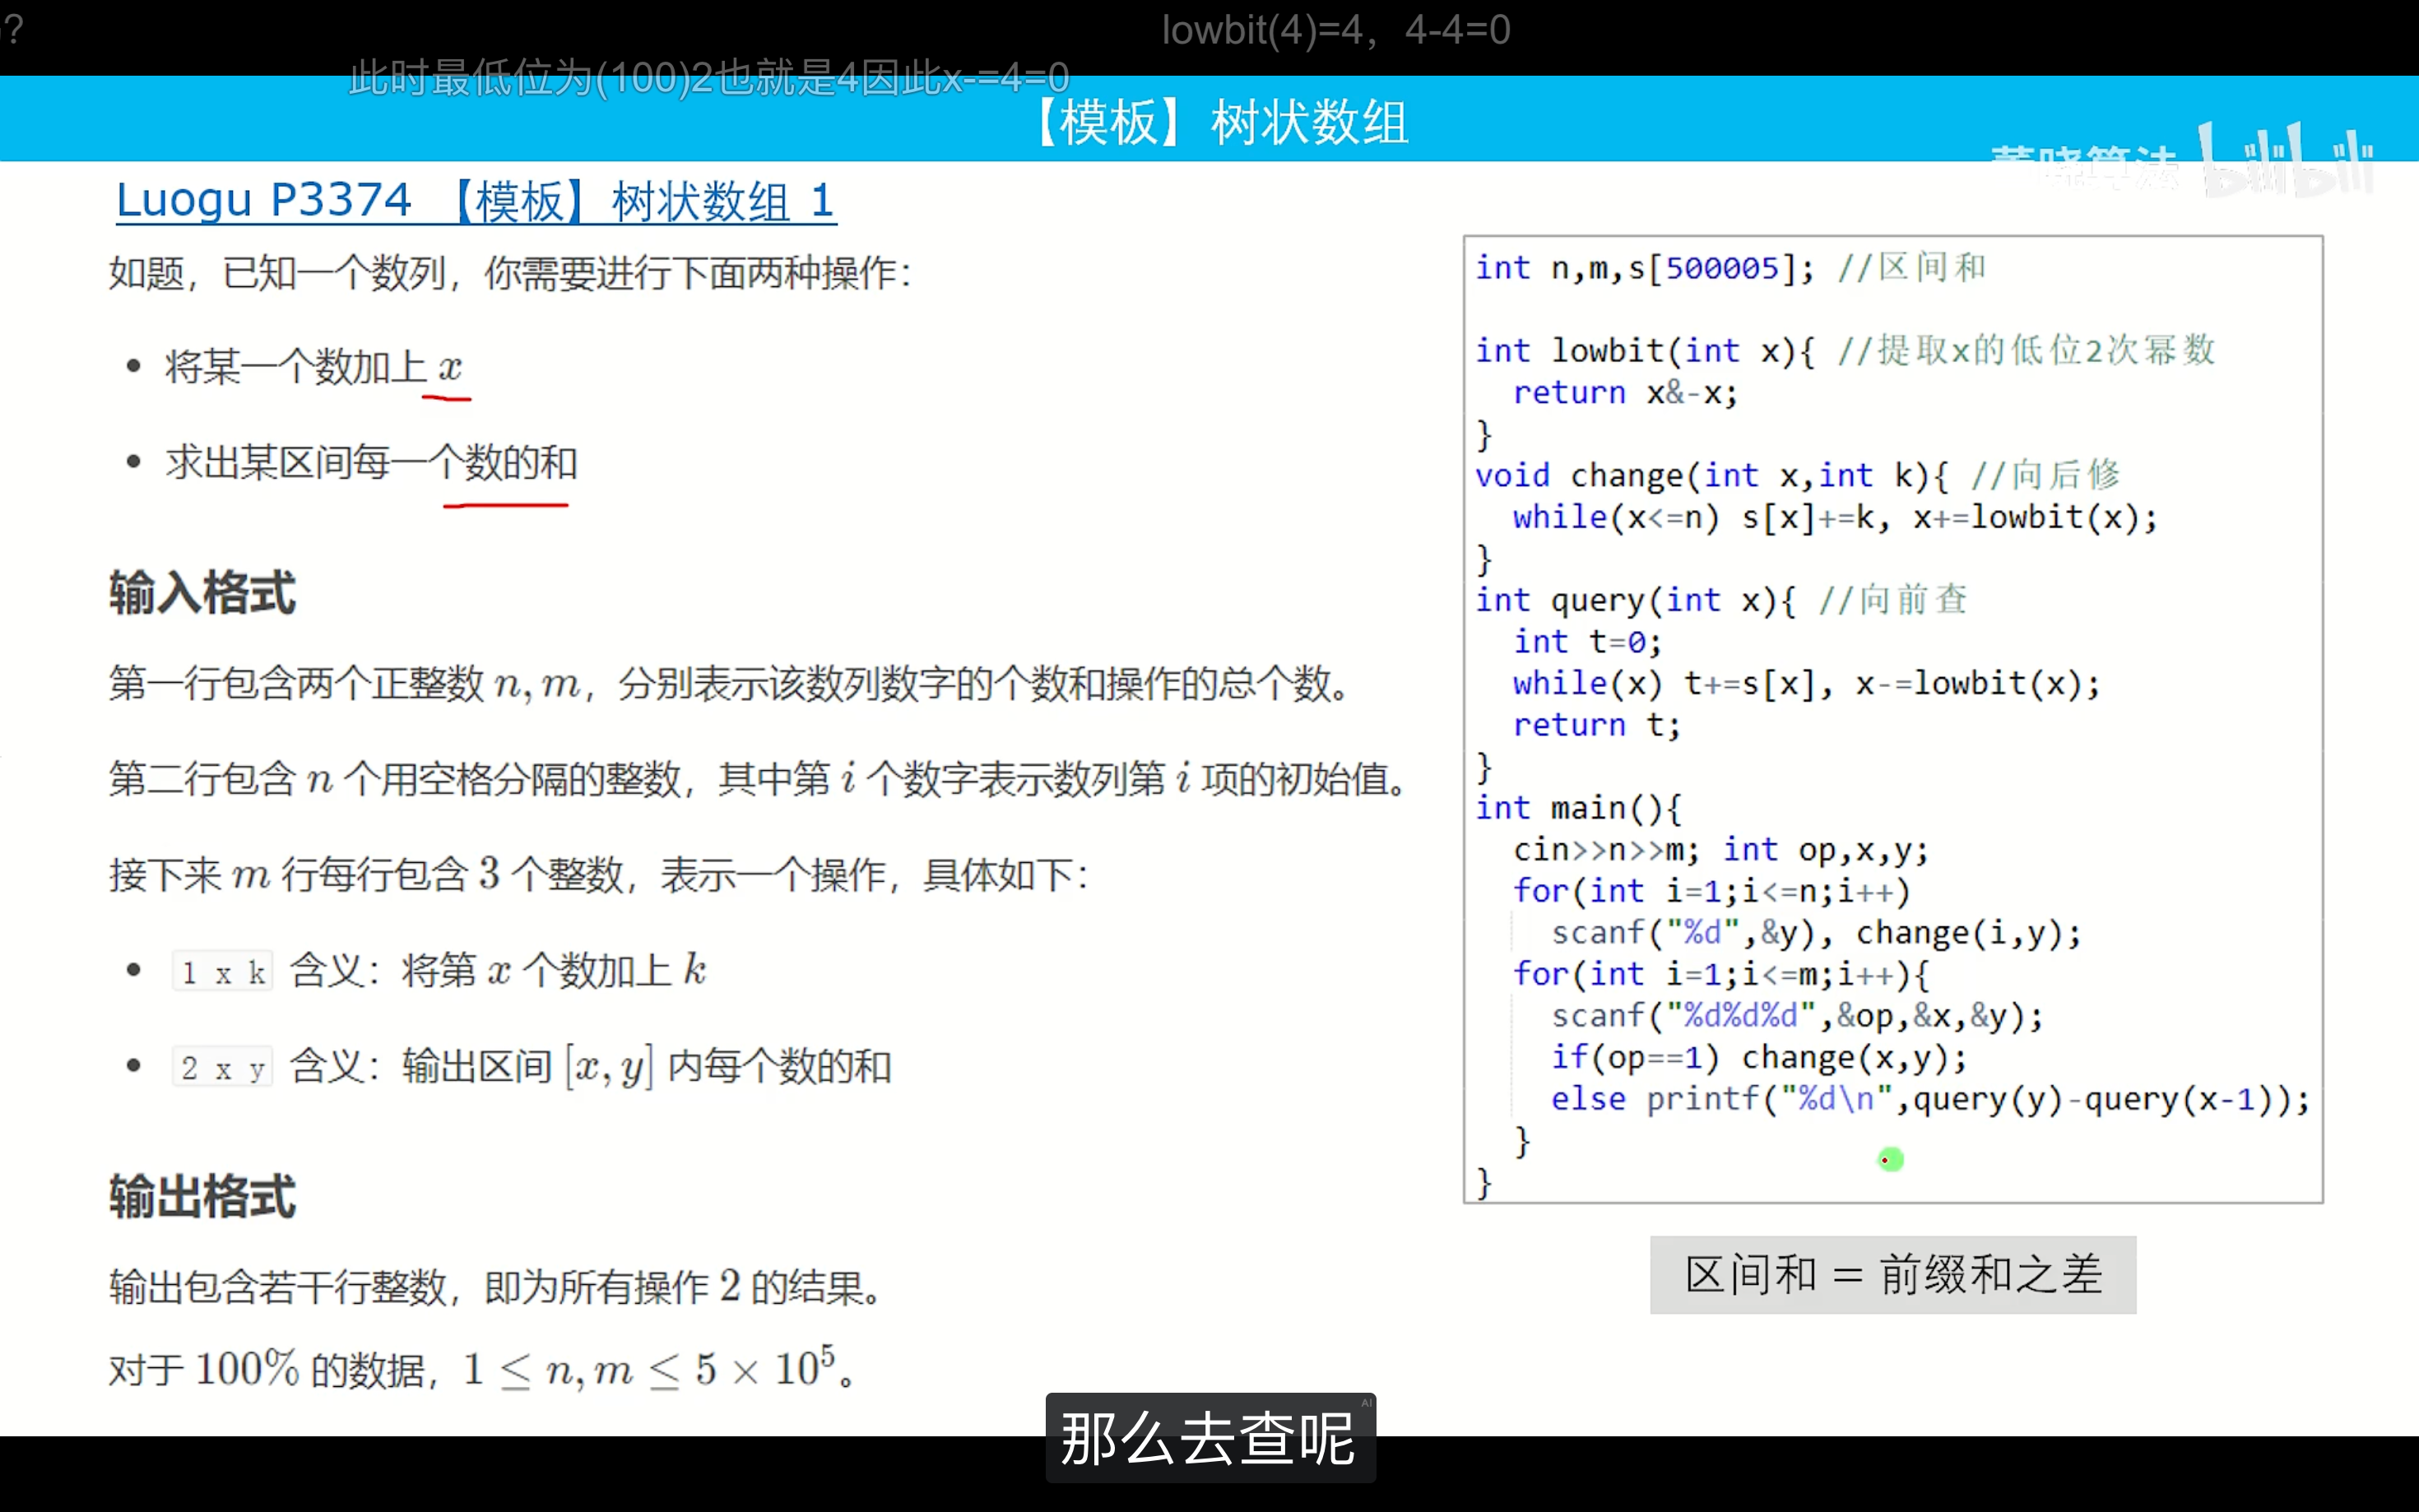 ?
lowbit(4)=4，4-4=0
此时最低位为(100)2也就是4因此x-=4=0
【模板】树状数组
董晓算法 bilibili
Luogu P3374 【模板】树状数组 1
如题，已知一个数列，你需要进行下面两种操作：
• 将某一个数加上 x
• 求出某区间每一个数的和
输入格式
第一行包含两个正整数 n, m，分别表示该数列数字的个数和操作的总个数。
第二行包含 n 个用空格分隔的整数，其中第 i 个数字表示数列第 i 项的初始值。
接下来 m 行每行包含 3 个整数，表示一个操作，具体如下：
• 1 x k 含义：将第 x 个数加上 k
• 2 x y 含义：输出区间 [x, y] 内每个数的和
输出格式
输出包含若干行整数，即为所有操作 2 的结果。
对于 100% 的数据，1 ≤ n, m ≤ 5 × 10⁵。
int n,m,s[500005]; //区间和
int lowbit(int x){ //提取x的低位2次幂数
return x&-x;
}
void change(int x,int k){ //向后修
while(x<=n) s[x]+=k, x+=lowbit(x);
}
int query(int x){ //向前查
int t=0;
while(x) t+=s[x], x-=lowbit(x);
return t;
}
int main(){
cin>>n>>m; int op,x,y;
for(int i=1;i<=n;i++)
scanf("%d",&y), change(i,y);
for(int i=1;i<=m;i++){
scanf("%d%d%d",&op,&x,&y);
if(op==1) change(x,y);
else printf("%d\n",query(y)-query(x-1));
}
}
区间和 = 前缀和之差
AI
那么去查呢